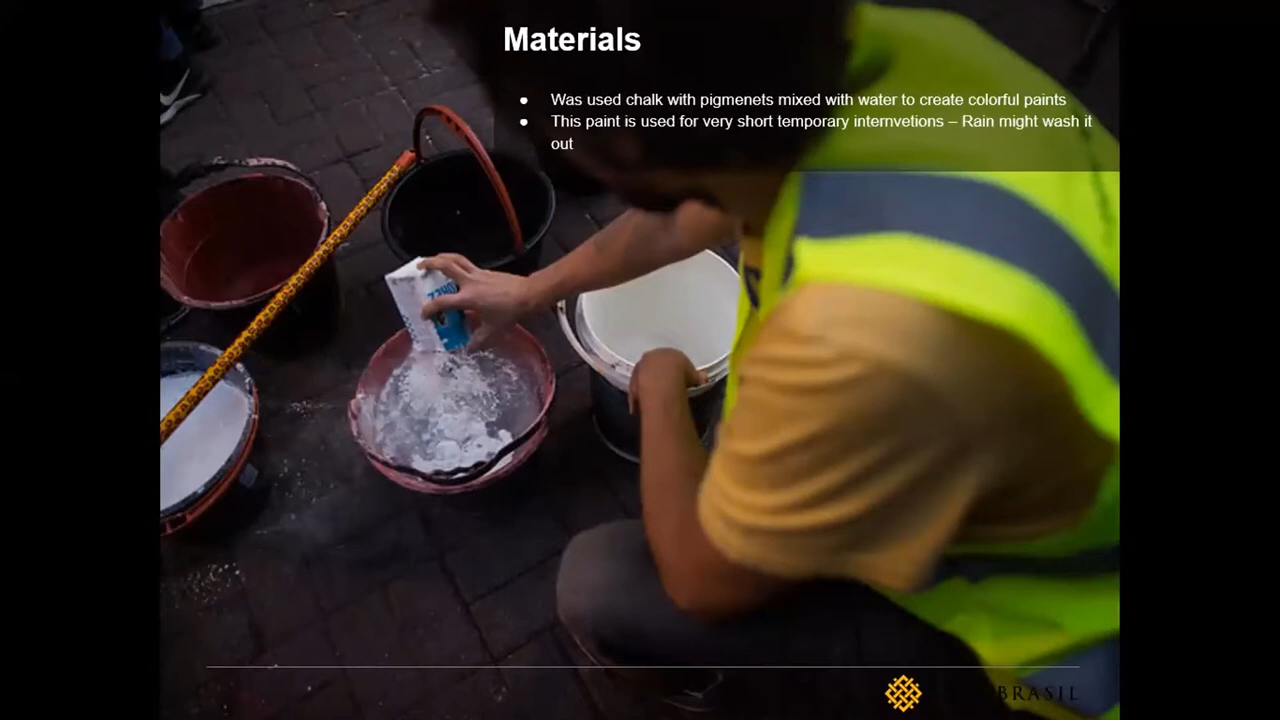 Materials
● Was used chalk with pigmenets mixed with water to create colorful paints
● This paint is used for very short temporary internvetions – Rain might wash it
out
BRASIL